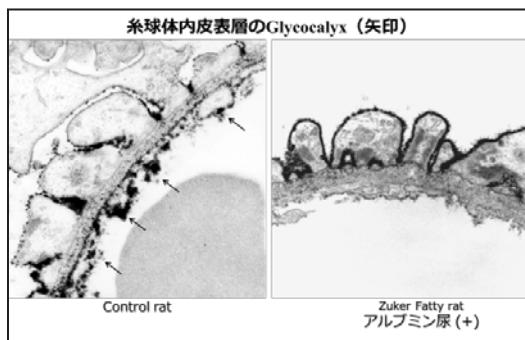 糸球体内皮表層のGlycocalyx（矢印）
Control rat
Zuker Fatty rat
アルブミン尿 (+)